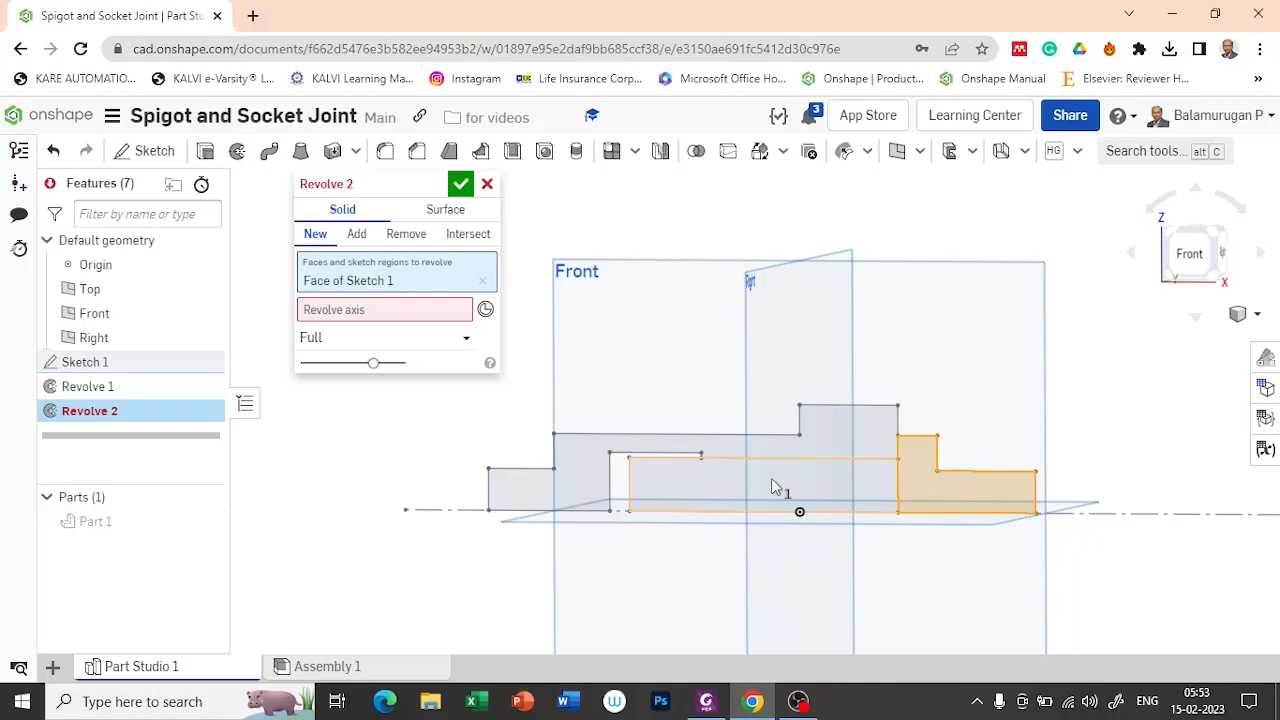 Spigot and Socket Joint | Part Stu
cad.onshape.com/documents/f662d5476e3b582ee94953b2/w/01897e95e2daf9bb685ccf38/e/e3150ae691fc5412d30c976e
KARE AUTOMATIO...
KALVI e-Varsity® | L...
KALVI Learning Ma...
Instagram
Life Insurance Corp...
Microsoft Office Ho...
Onshape | Product...
Onshape Manual
Elsevier: Reviewer H...
»
onshape
Spigot and Socket Joint
Main
for videos
3
App Store
Learning Center
Share
Balamurugan P
Sketch
HG
Search tools... alt C
Features (7)
Filter by name or type
Default geometry
Origin
Top
Front
Right
Sketch 1
Revolve 1
Revolve 2
Parts (1)
Part 1
Revolve 2
Solid
Surface
New
Add
Remove
Intersect
Faces and sketch regions to revolve
Face of Sketch 1
Revolve axis
Full
Front
Right
1
Z
Front
X
Y
Part Studio 1
Assembly 1
Type here to search
ENG
05:53
15-02-2023